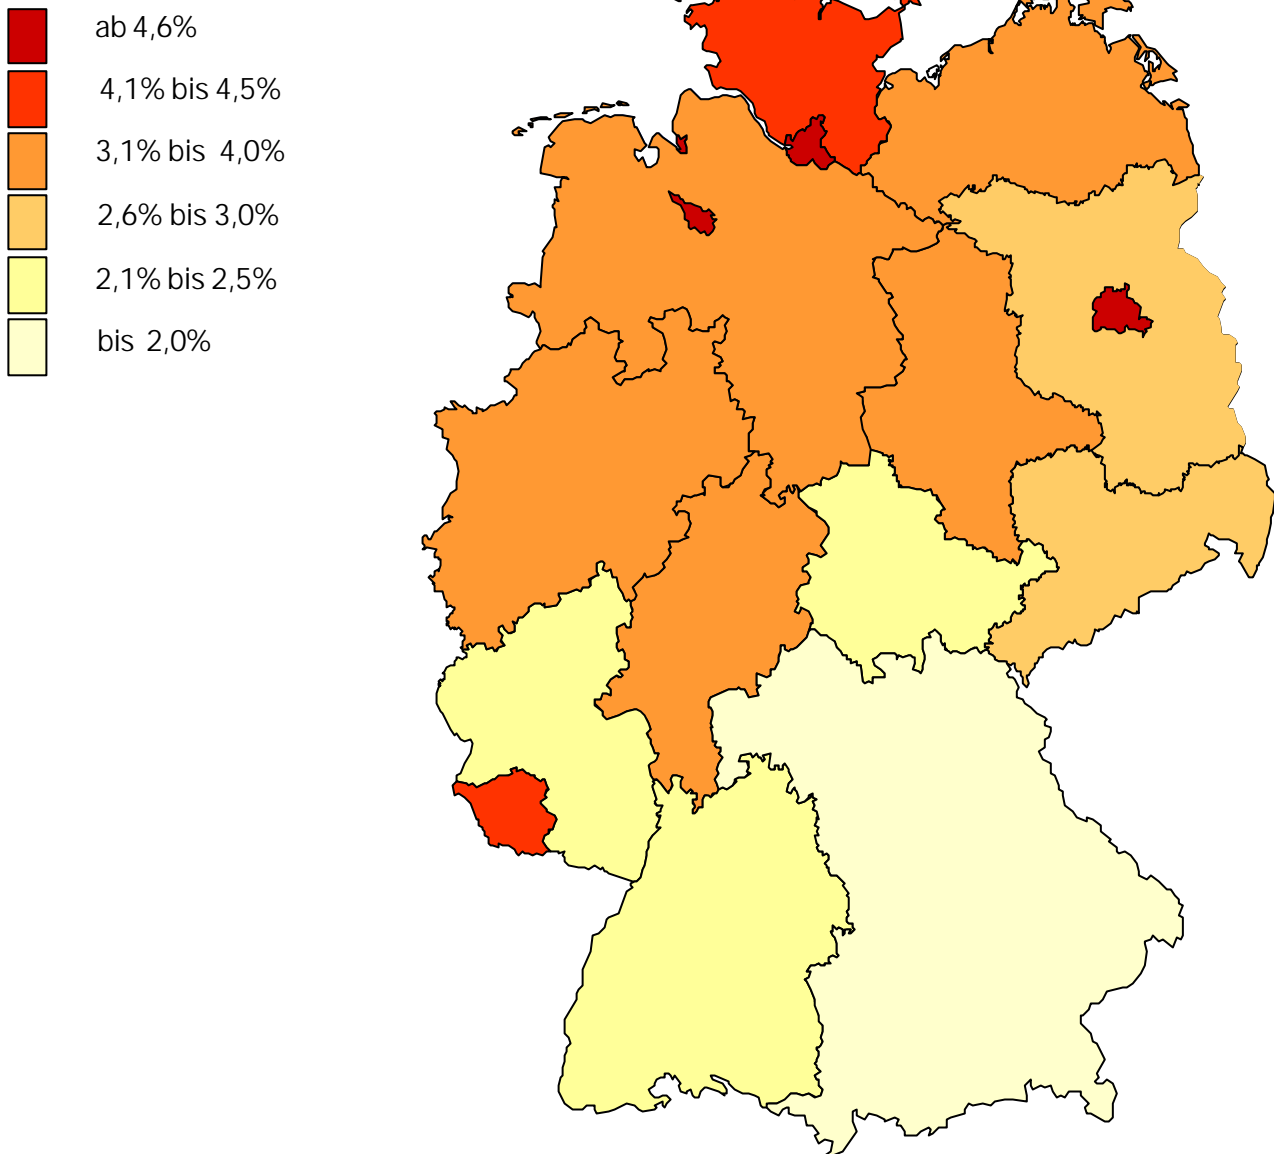 ab 4,6%
4,1% bis 4,5%
3,1% bis 4,0%
2,6% bis 3,0%
2,1% bis 2,5%
bis 2,0%